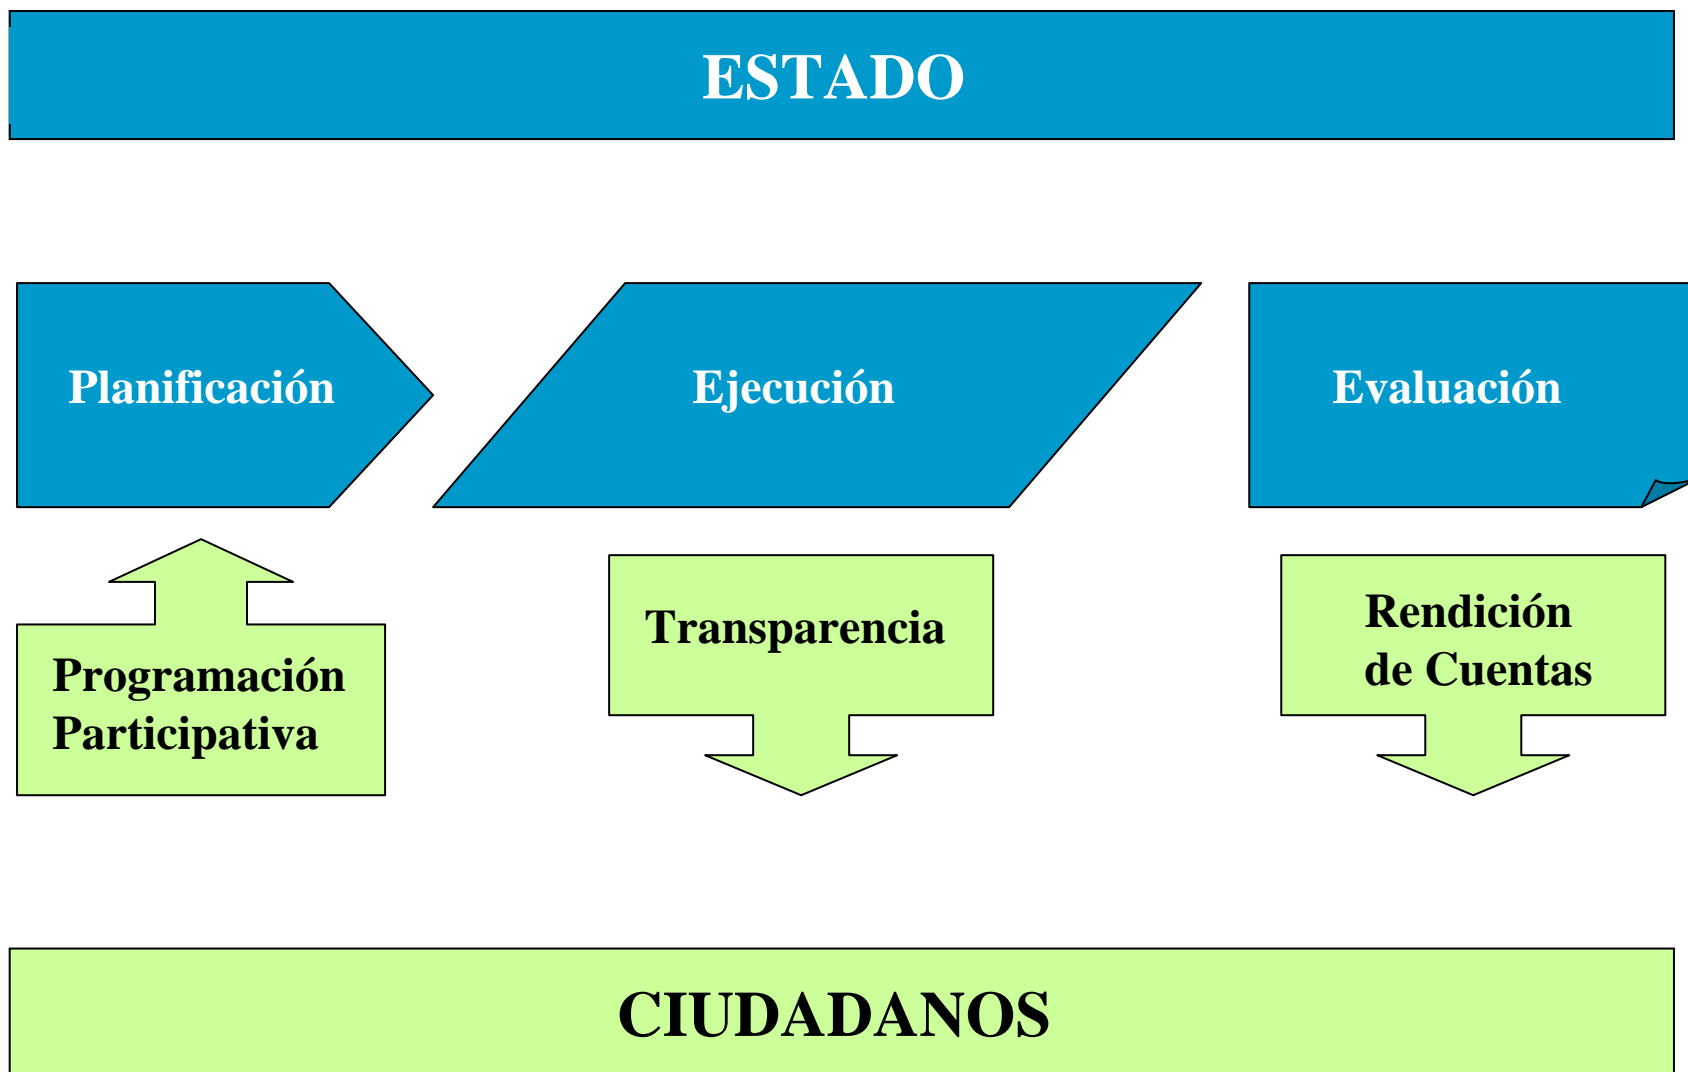 ESTADO
Planificación
Ejecución
Evaluación
Programación
Participativa
Transparencia
Rendición
de Cuentas
CIUDADANOS